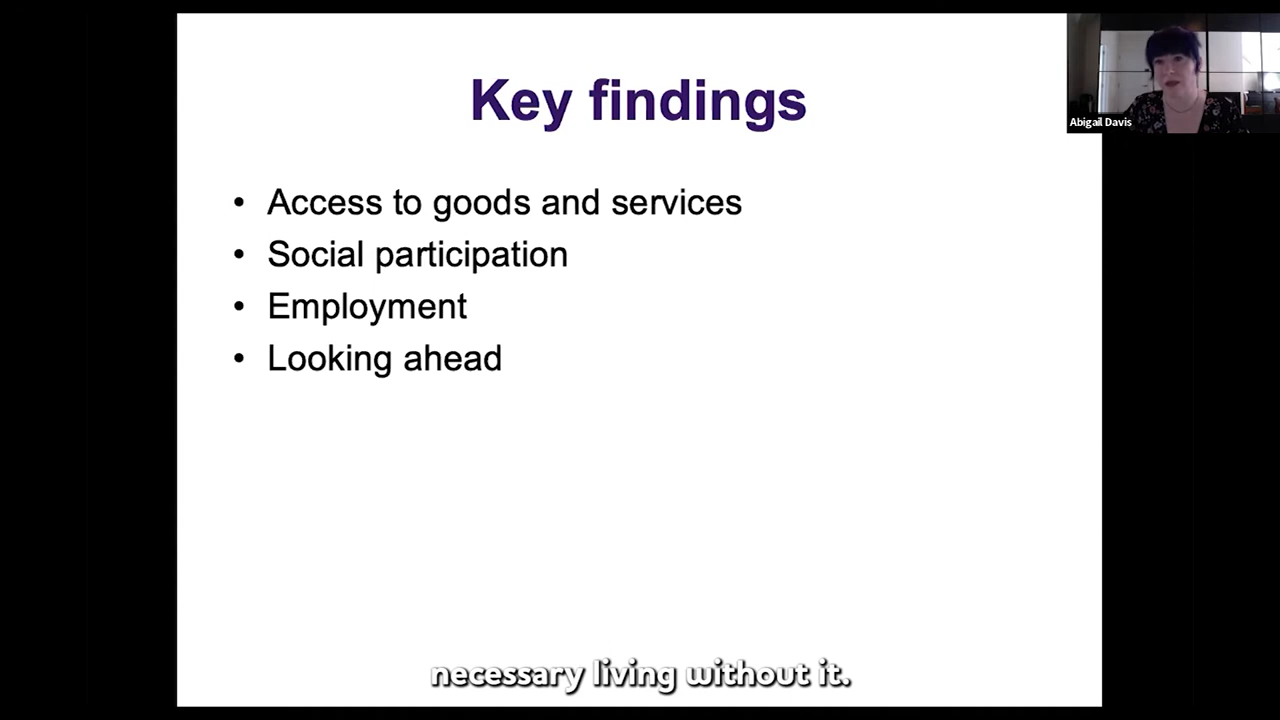 Key findings
Abigail Davis
• Access to goods and services
• Social participation
• Employment
• Looking ahead
necessary living without it.